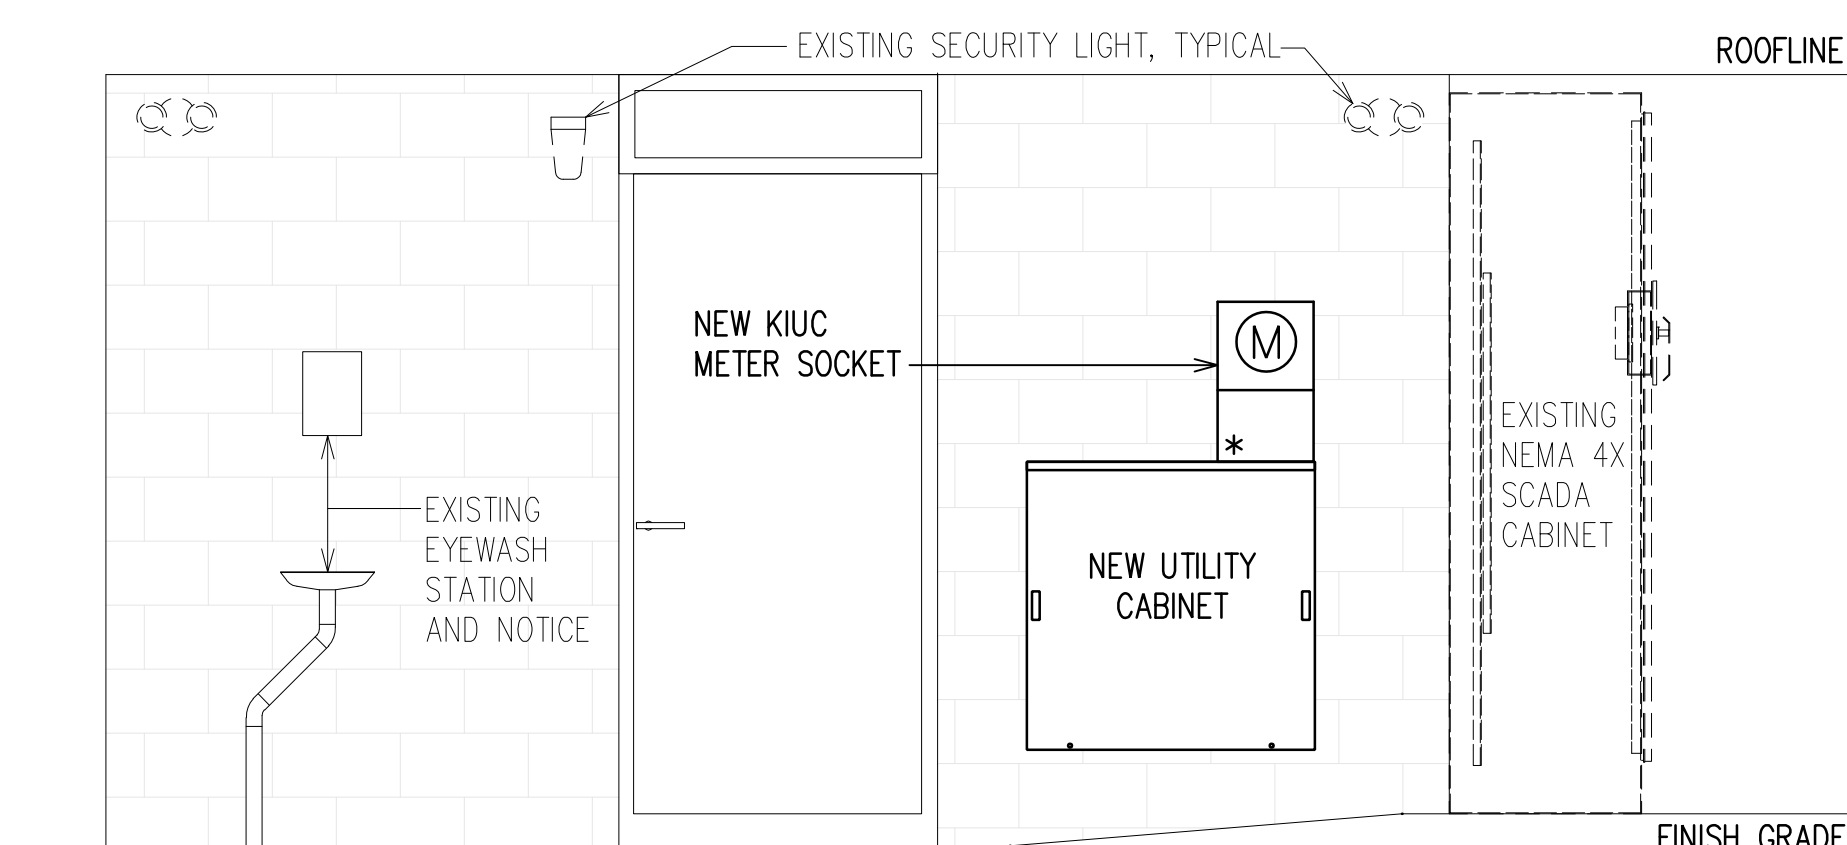 EXISTING SECURITY LIGHT, TYPICAL
ROOFLINE
NEW KIUC
METER SOCKET
M
*
EXISTING
NEMA 4X
SCADA
CABINET
EXISTING
EYEWASH
STATION
AND NOTICE
NEW UTILITY
CABINET
FINISH GRADE